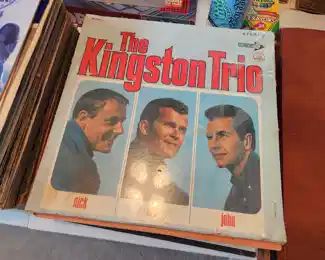 The
Kingston Trio
nick
john